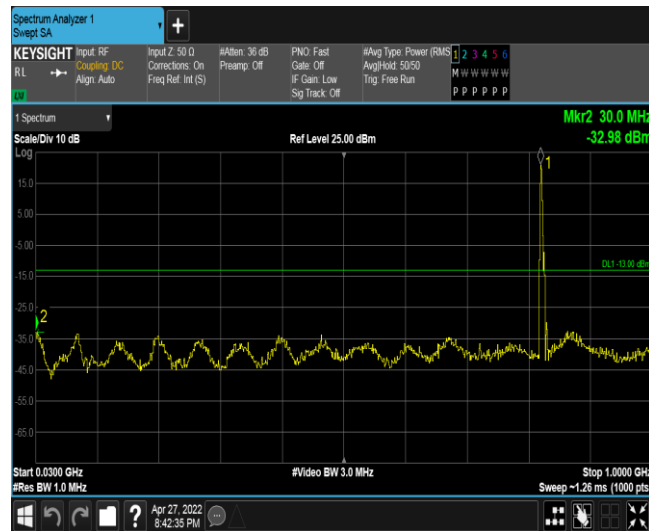 Spectrum Analyzer 1
Swept SA
+
KEYSIGHT
RL
LXI
Input: RF
Coupling: DC
Align: Auto
Input Z: 50 Ω
Corrections: On
Freq Ref: Int (S)
#Atten: 36 dB
Preamp: Off
PNO: Fast
Gate: Off
IF Gain: Low
Sig Track: Off
#Avg Type: Power (RMS
Avg|Hold: 50/50
Trig: Free Run
1 2 3 4 5 6
M W W W W W
P P P P P P
1 Spectrum
Mkr2 30.0 MHz
-32.98 dBm
Scale/Div 10 dB
Ref Level 25.00 dBm
Log
1
15.0
5.00
-5.00
DL1 -13.00 dBm
-15.0
-25.0
2
-35.0
-45.0
-55.0
-65.0
Start 0.0300 GHz
#Video BW 3.0 MHz
Stop 1.0000 GHz
#Res BW 1.0 MHz
Sweep ~1.26 ms (1000 pts)
?
Apr 27, 2022
8:42:35 PM